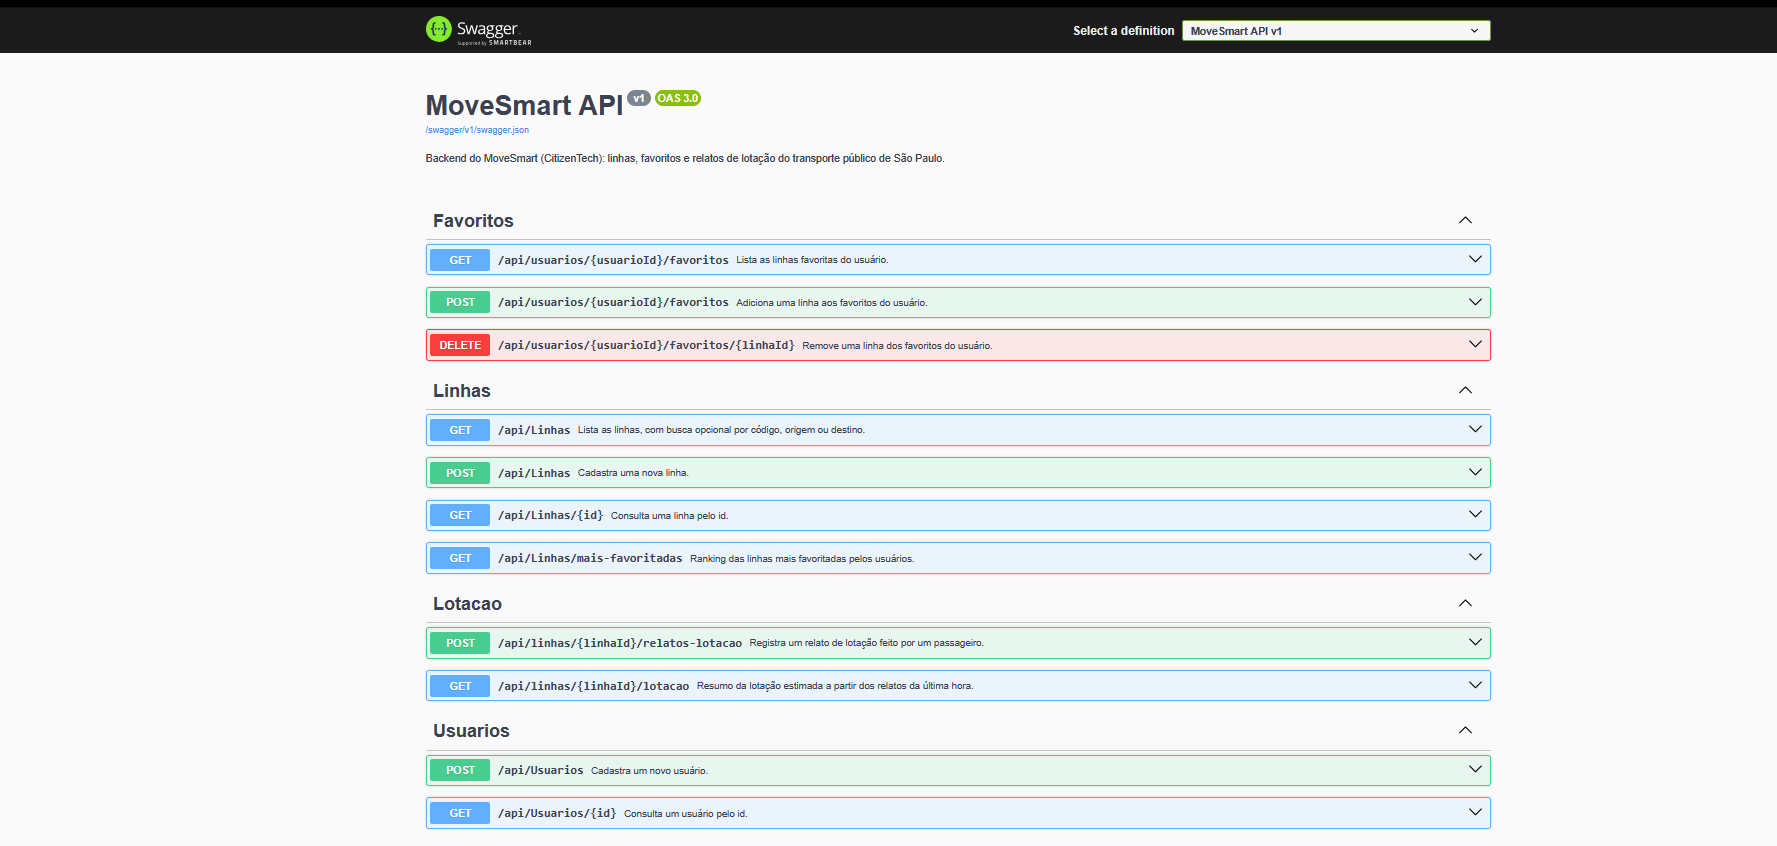 Swagger
Supported by SMARTBEAR
Select a definition
MoveSmart API v1
MoveSmart API v1 OAS 3.0
/swagger/v1/swagger.json
Backend do MoveSmart (CitizenTech): linhas, favoritos e relatos de lotação do transporte público de São Paulo.
Favoritos
GET /api/usuarios/{usuarioId}/favoritos Lista as linhas favoritas do usuário.
POST /api/usuarios/{usuarioId}/favoritos Adiciona uma linha aos favoritos do usuário.
DELETE /api/usuarios/{usuarioId}/favoritos/{linhaId} Remove uma linha dos favoritos do usuário.
Linhas
GET /api/Linhas Lista as linhas, com busca opcional por código, origem ou destino.
POST /api/Linhas Cadastra uma nova linha.
GET /api/Linhas/{id} Consulta uma linha pelo id.
GET /api/Linhas/mais-favoritadas Ranking das linhas mais favoritadas pelos usuários.
Lotacao
POST /api/linhas/{linhaId}/relatos-lotacao Registra um relato de lotação feito por um passageiro.
GET /api/linhas/{linhaId}/lotacao Resumo da lotação estimada a partir dos relatos da última hora.
Usuarios
POST /api/Usuarios Cadastra um novo usuário.
GET /api/Usuarios/{id} Consulta um usuário pelo id.